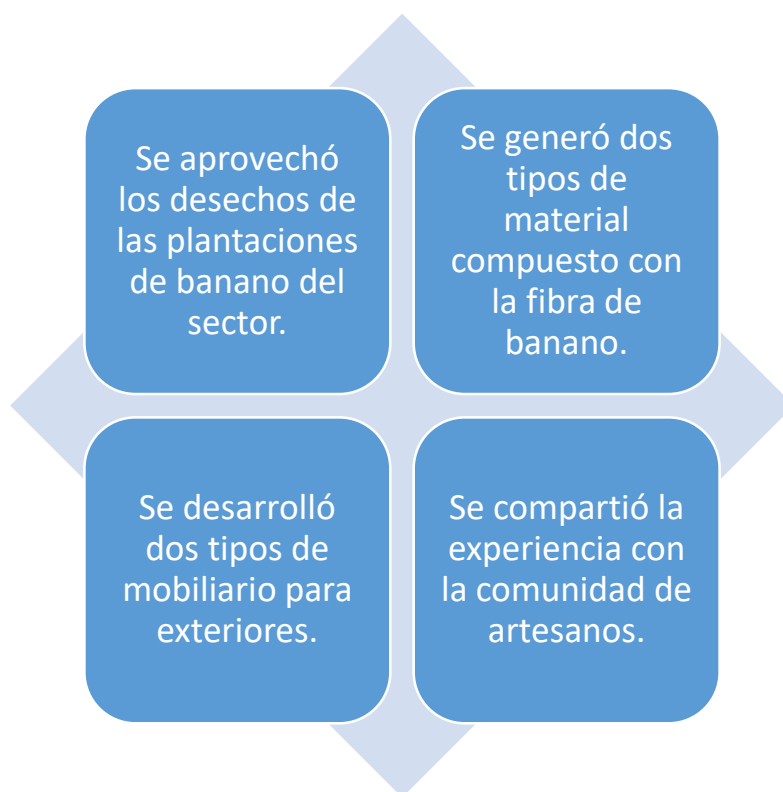 Se aprovechó
los desechos de
las plantaciones
de banano del
sector.
Se generó dos
tipos de
material
compuesto con
la fibra de
banano.
Se desarrolló
dos tipos de
mobiliario para
exteriores.
Se compartió la
experiencia con
la comunidad de
artesanos.